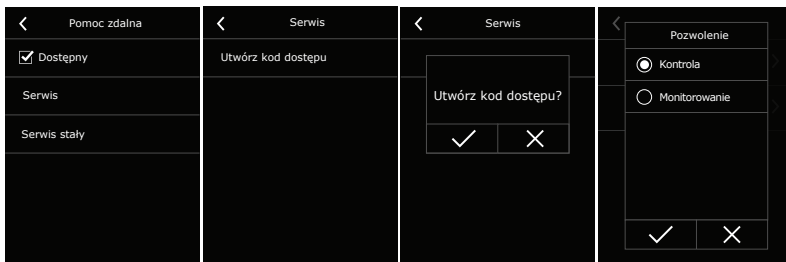 Pomoc zdalna
Dostępny
Serwis
Serwis stały
Serwis
Utwórz kod dostępu
Serwis
Utwórz kod dostępu?
Pozwolenie
Kontrola
Monitorowanie